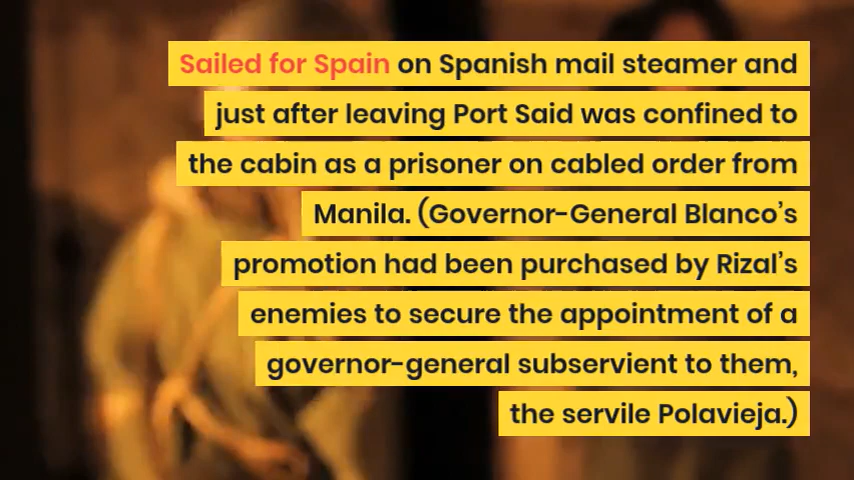 Sailed for Spain on Spanish mail steamer and
just after leaving Port Said was confined to
the cabin as a prisoner on cabled order from
Manila. (Governor-General Blanco’s
promotion had been purchased by Rizal’s
enemies to secure the appointment of a
governor-general subservient to them,
the servile Polavieja.)